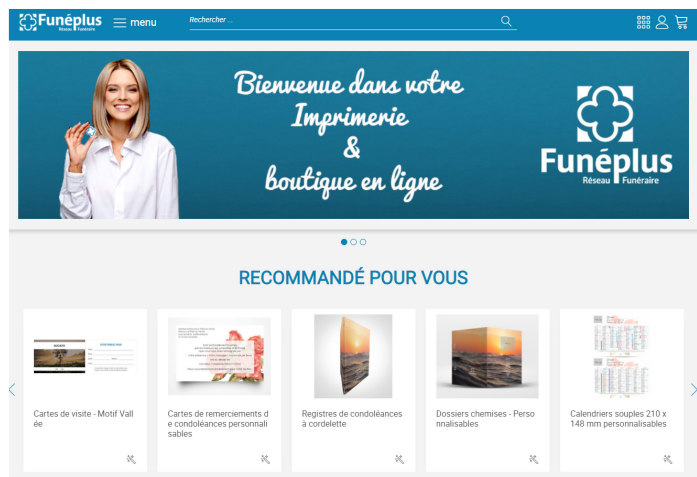 Funéplus
Réseau Funéraire
menu
Rechercher ...
Bienvenue dans votre
Imprimerie
&
boutique en ligne
Funéplus
Réseau Funéraire
RECOMMANDÉ POUR VOUS
Cartes de visite - Motif Vall
ée
Cartes de remerciements d
e condoléances personnali
sables
Registres de condoléances
à cordelette
Dossiers chemises - Perso
nnalisables
Calendriers souples 210 x
148 mm personnalisables